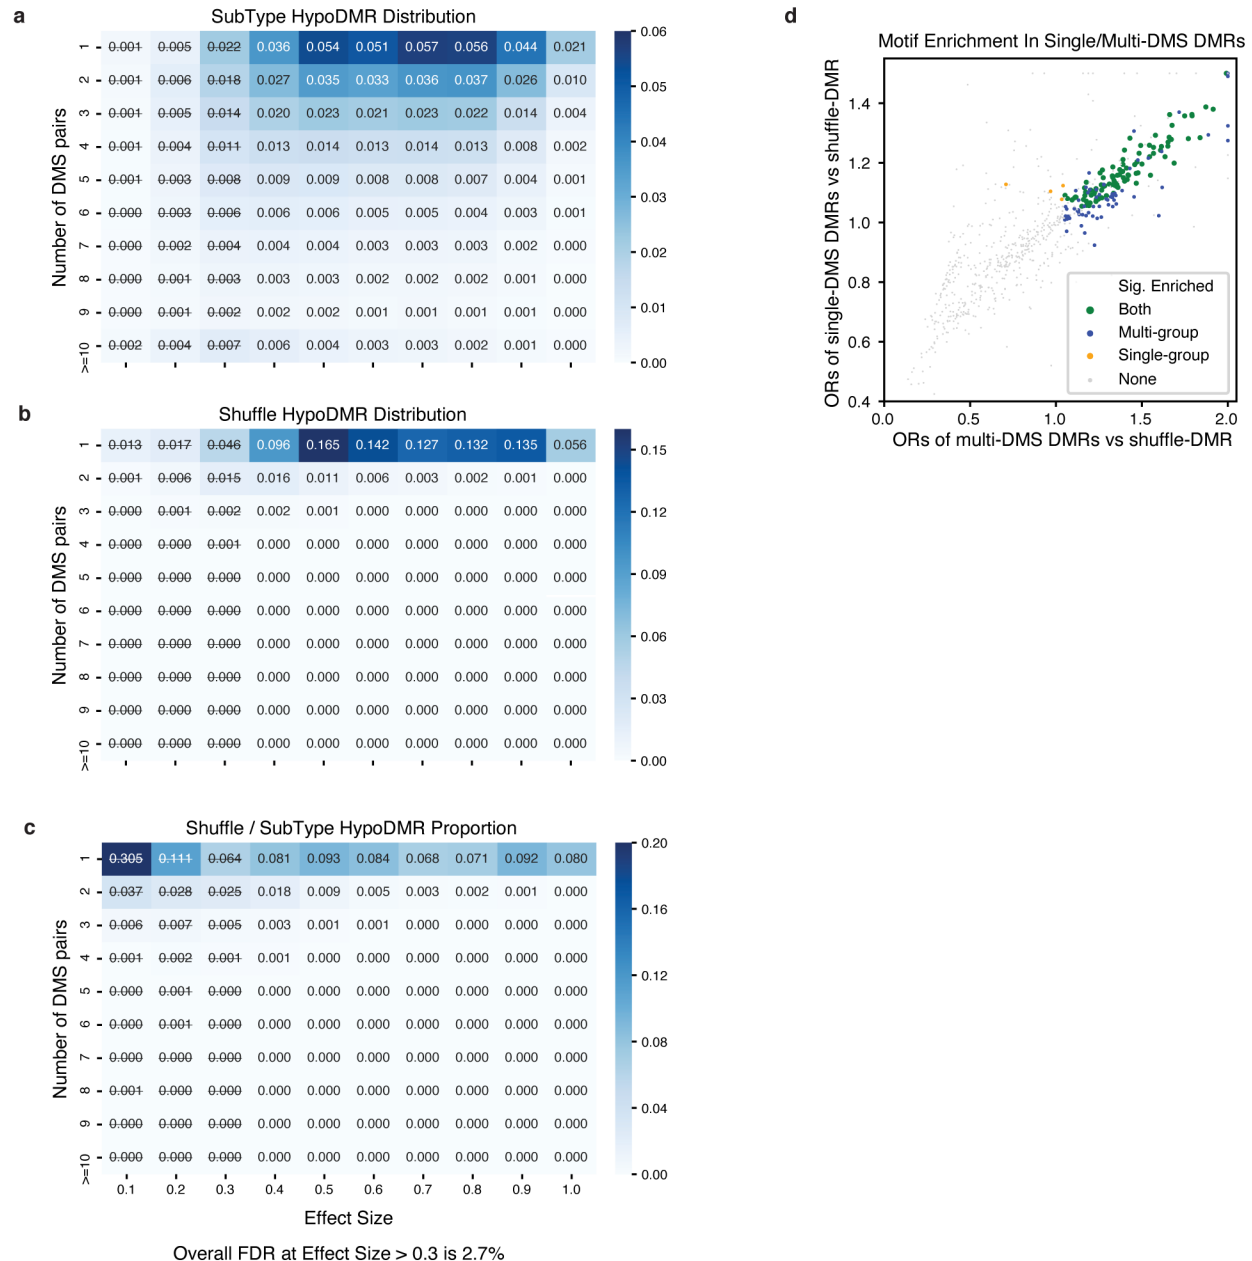 a
SubType HypoDMR Distribution
Number of DMS pairs
1 0.001 0.005 0.022 0.036 0.054 0.051 0.057 0.056 0.044 0.021
2 0.001 0.006 0.018 0.027 0.035 0.033 0.036 0.037 0.026 0.010
3 0.001 0.005 0.014 0.020 0.023 0.021 0.023 0.022 0.014 0.004
4 0.001 0.004 0.011 0.013 0.014 0.013 0.014 0.013 0.008 0.002
5 0.001 0.003 0.008 0.009 0.009 0.008 0.008 0.007 0.004 0.001
6 0.000 0.003 0.006 0.006 0.006 0.005 0.005 0.004 0.003 0.001
7 0.000 0.002 0.004 0.004 0.004 0.003 0.003 0.003 0.002 0.000
8 0.000 0.001 0.003 0.003 0.003 0.002 0.002 0.002 0.001 0.000
9 0.000 0.001 0.002 0.002 0.002 0.001 0.001 0.001 0.001 0.000
>=10 0.002 0.004 0.007 0.006 0.004 0.003 0.003 0.002 0.001 0.000
0.06
0.05
0.04
0.03
0.02
0.01
0.00
b
Shuffle HypoDMR Distribution
Number of DMS pairs
1 0.013 0.017 0.046 0.096 0.165 0.142 0.127 0.132 0.135 0.056
2 0.001 0.006 0.015 0.016 0.011 0.006 0.003 0.002 0.001 0.000
3 0.000 0.001 0.002 0.002 0.001 0.000 0.000 0.000 0.000 0.000
4 0.000 0.000 0.001 0.000 0.000 0.000 0.000 0.000 0.000 0.000
5 0.000 0.000 0.000 0.000 0.000 0.000 0.000 0.000 0.000 0.000
6 0.000 0.000 0.000 0.000 0.000 0.000 0.000 0.000 0.000 0.000
7 0.000 0.000 0.000 0.000 0.000 0.000 0.000 0.000 0.000 0.000
8 0.000 0.000 0.000 0.000 0.000 0.000 0.000 0.000 0.000 0.000
9 0.000 0.000 0.000 0.000 0.000 0.000 0.000 0.000 0.000 0.000
>=10 0.000 0.000 0.000 0.000 0.000 0.000 0.000 0.000 0.000 0.000
0.15
0.12
0.09
0.06
0.03
0.00
c
Shuffle / SubType HypoDMR Proportion
Number of DMS pairs
1 0.305 0.111 0.064 0.081 0.093 0.084 0.068 0.071 0.092 0.080
2 0.037 0.028 0.025 0.018 0.009 0.005 0.003 0.002 0.001 0.000
3 0.006 0.007 0.005 0.003 0.001 0.001 0.000 0.000 0.000 0.000
4 0.001 0.002 0.001 0.001 0.000 0.000 0.000 0.000 0.000 0.000
5 0.000 0.001 0.000 0.000 0.000 0.000 0.000 0.000 0.000 0.000
6 0.000 0.001 0.000 0.000 0.000 0.000 0.000 0.000 0.000 0.000
7 0.000 0.000 0.000 0.000 0.000 0.000 0.000 0.000 0.000 0.000
8 0.001 0.000 0.000 0.000 0.000 0.000 0.000 0.000 0.000 0.000
9 0.000 0.000 0.000 0.000 0.000 0.000 0.000 0.000 0.000 0.000
>=10 0.000 0.000 0.000 0.000 0.000 0.000 0.000 0.000 0.000 0.000
0.1 0.2 0.3 0.4 0.5 0.6 0.7 0.8 0.9 1.0
Effect Size
0.20
0.16
0.12
0.08
0.04
0.00
Overall FDR at Effect Size > 0.3 is 2.7%
d
Motif Enrichment In Single/Multi-DMS DMRs
ORs of single-DMS DMRs vs shuffle-DMR
1.4
1.2
1.0
0.8
0.6
0.4
Sig. Enriched
Both
Multi-group
Single-group
None
0.0 0.5 1.0 1.5 2.0
ORs of multi-DMS DMRs vs shuffle-DMR